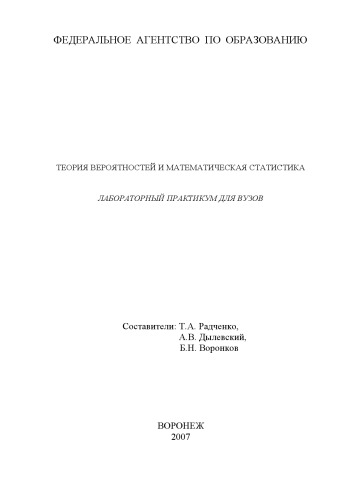 ФЕДЕРАЛЬНОЕ АГЕНТСТВО ПО ОБРАЗОВАНИЮ
ТЕОРИЯ ВЕРОЯТНОСТЕЙ И МАТЕМАТИЧЕСКАЯ СТАТИСТИКА
ЛАБОРАТОРНЫЙ ПРАКТИКУМ ДЛЯ ВУЗОВ
Составители: Т.А. Радченко,
А.В. Дылевский,
Б.Н. Воронков
ВОРОНЕЖ
2007